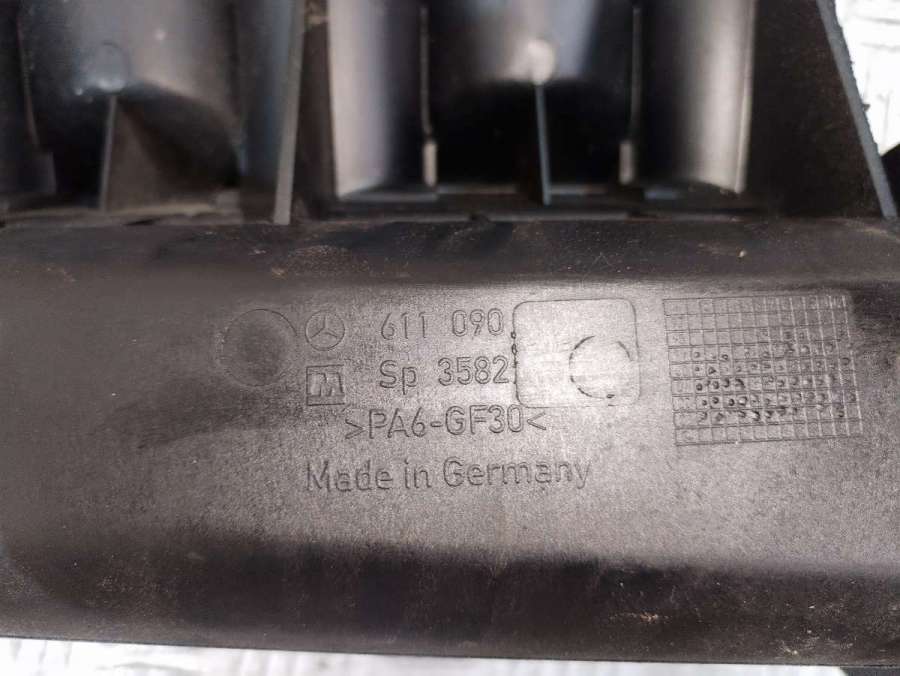 611 090
M Sp 3582
>PA6-GF30<
Made in Germany